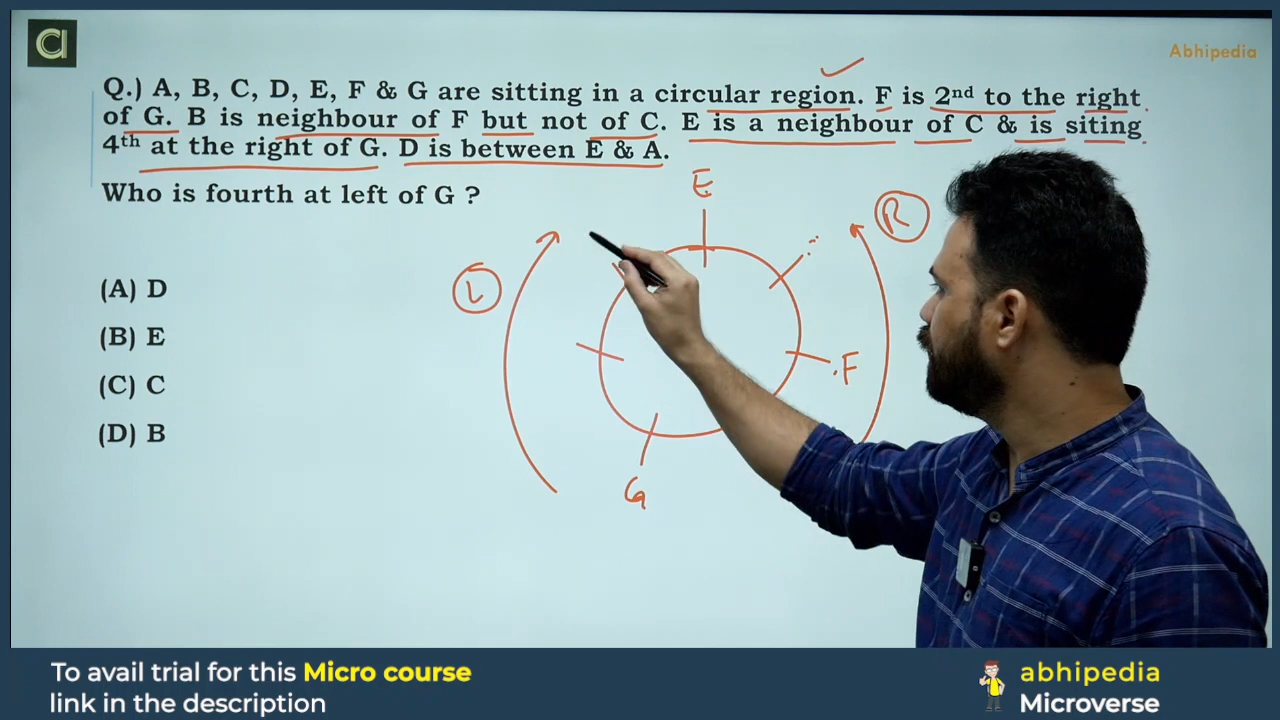 Abhipedia
Q.) A, B, C, D, E, F & G are sitting in a circular region. F is 2nd to the right
of G. B is neighbour of F but not of C. E is a neighbour of C & is siting
4th at the right of G. D is between E & A.
Who is fourth at left of G ?
(A) D
(B) E
(C) C
(D) B
E
R
L
F
G
To avail trial for this Micro course
link in the description
abhipedia
Microverse